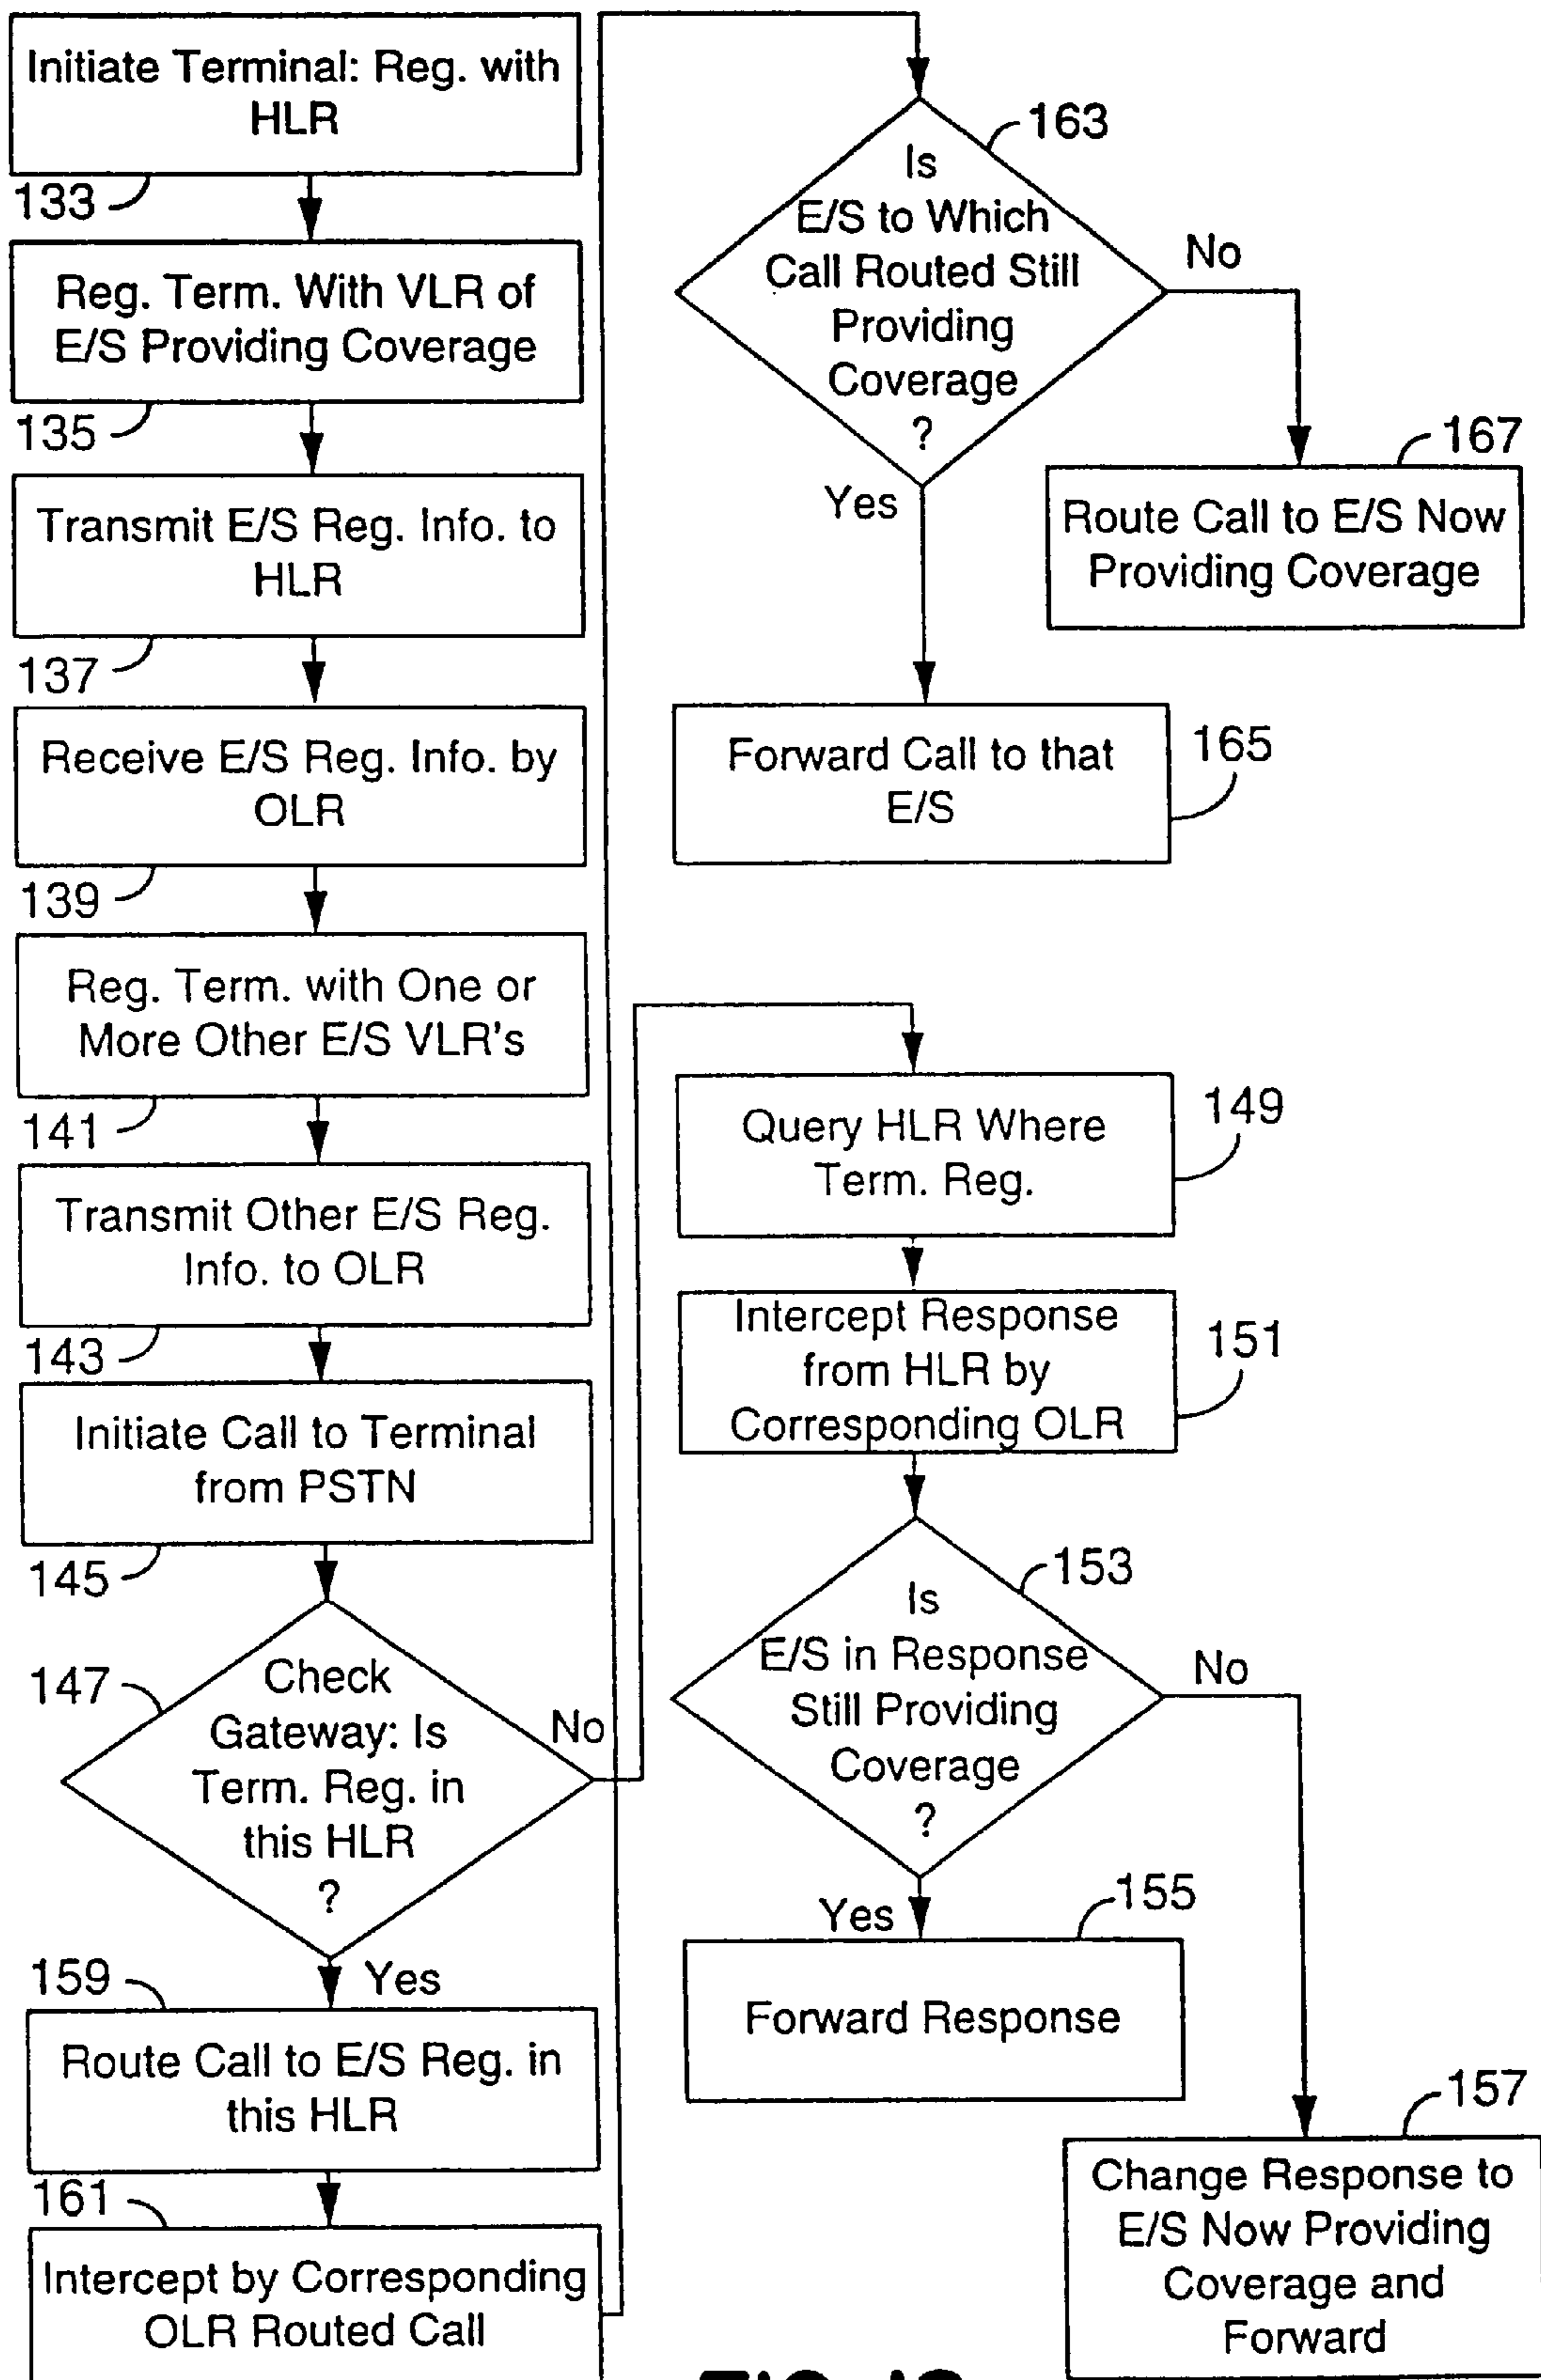 Initiate Terminal: Reg. with
HLR
133
Reg. Term. With VLR of
E/S Providing Coverage
135
Transmit E/S Reg. Info. to
HLR
137
Receive E/S Reg. Info. by
OLR
139
Reg. Term. with One or
More Other E/S VLR's
141
Transmit Other E/S Reg.
Info. to OLR
143
Initiate Call to Terminal
from PSTN
145
147
Check
Gateway: Is
Term. Reg. in
this HLR
?
No
Yes
159
Route Call to E/S Reg. in
this HLR
161
Intercept by Corresponding
OLR Routed Call
163
Is
E/S to Which
Call Routed Still
Providing
Coverage
?
No
Yes
167
Route Call to E/S Now
Providing Coverage
Forward Call to that
E/S
165
Query HLR Where
Term. Reg.
149
Intercept Response
from HLR by
Corresponding OLR
151
153
Is
E/S in Response
Still Providing
Coverage
?
No
Yes
155
Forward Response
157
Change Response to
E/S Now Providing
Coverage and
Forward